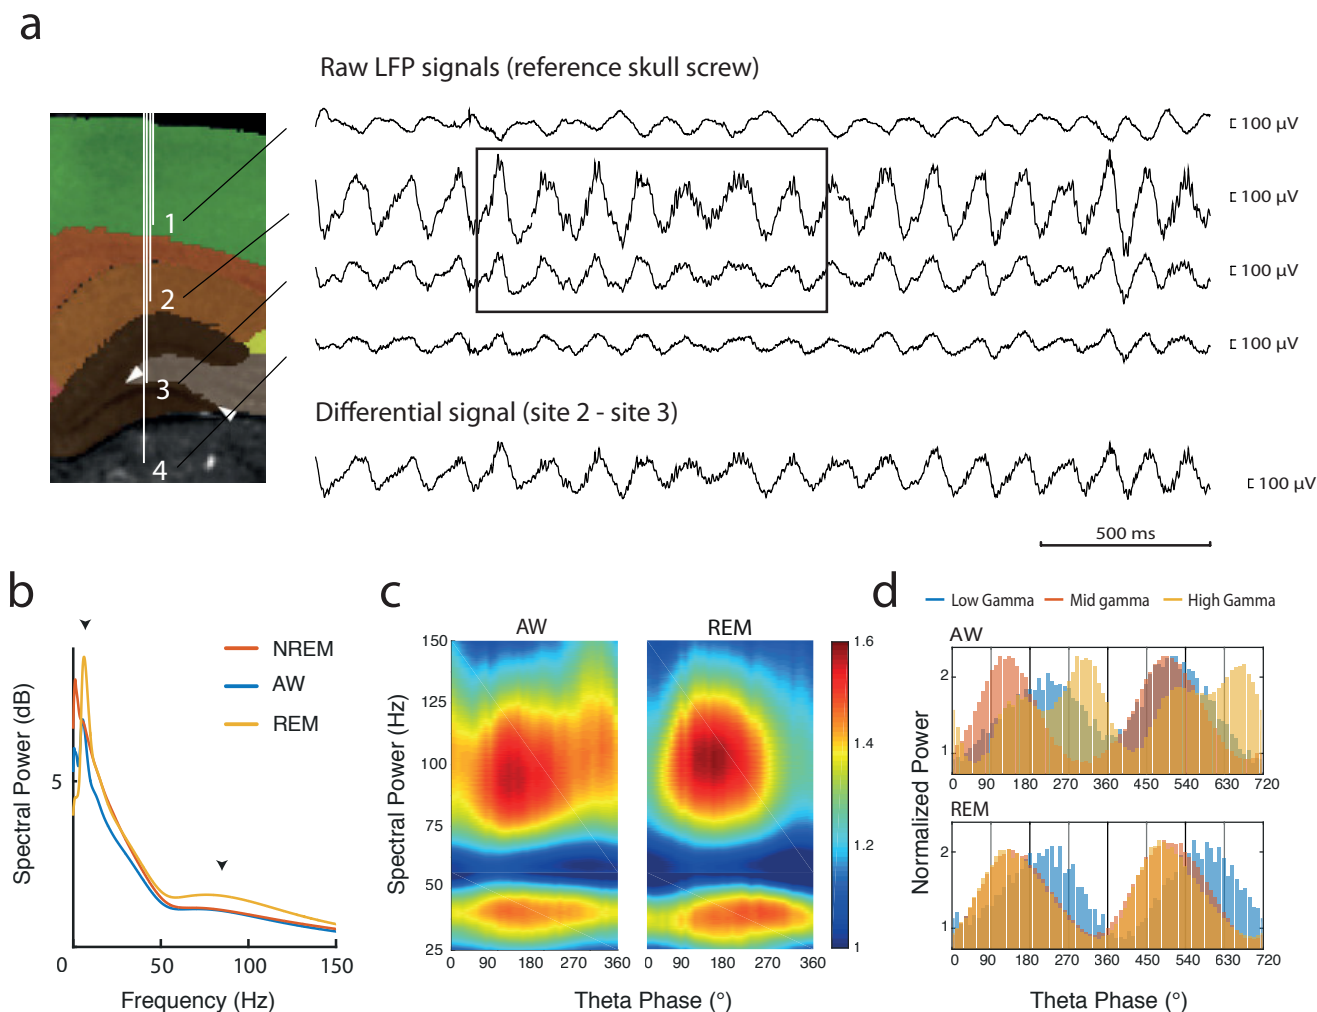 a
Raw LFP signals (reference skull screw)
1
2
3
4
100 µV
100 µV
100 µV
100 µV
Differential signal (site 2 - site 3)
100 µV
500 ms
b
Spectral Power (dB)
5
NREM
AW
REM
0 50 100 150
Frequency (Hz)
c
AW REM
Spectral Power (Hz)
150
125
100
75
50
25
0 90 270 360
0 90 180 270 360
1.6
1.4
1.2
1
Theta Phase (°)
d
Low Gamma Mid gamma High Gamma
AW
Normalized Power
2
1
0 90 180 270 360 450 540 630 720
REM
2
1
0 90 180 270 360 450 540 630 720
Theta Phase (°)